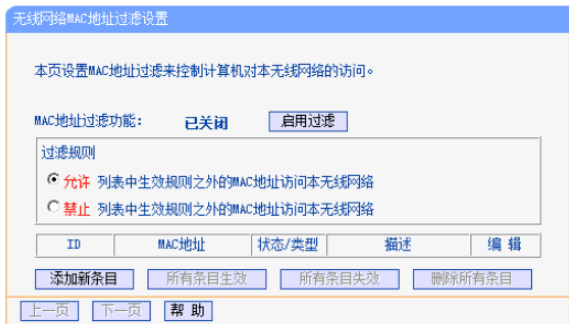 无线网络MAC地址过滤设置
本页设置MAC地址过滤来控制计算机对本无线网络的访问。
MAC地址过滤功能： 已关闭 启用过滤
过滤规则
允许 列表中生效规则之外的MAC地址访问本无线网络
禁止 列表中生效规则之外的MAC地址访问本无线网络
ID MAC地址 状态/类型 描述 编 辑
添加新条目 所有条目生效 所有条目失效 删除所有条目
上一页 下一页 帮 助